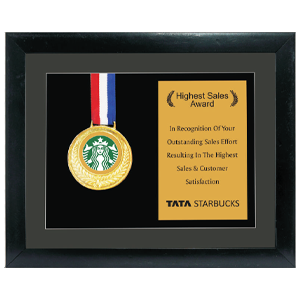 Highest Sales
Award
In Recognition Of Your
Outstanding Sales Effort
Resulting In The Highest
Sales & Customer
Satisfaction
TATA STARBUCKS